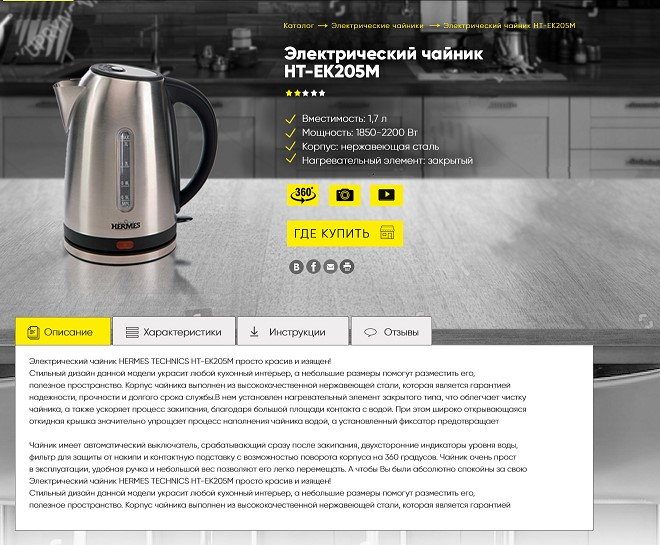 Каталог → Электрические чайники → Электрический чайник HT-EK205M
Электрический чайник
HT-EK205M
Вместимость: 1,7 л
Мощность: 1850-2200 Вт
Корпус: нержавеющая сталь
Нагревательный элемент: закрытый
360°
ГДЕ КУПИТЬ
HERMES
Описание
Характеристики
Инструкции
Отзывы
Электрический чайник HERMES TECHNICS HT-EK205M просто красив и изящен!
Стильный дизайн данной модели украсит любой кухонный интерьер, а небольшие размеры помогут разместить его,
полезное пространство. Корпус чайника выполнен из высококачественной нержавеющей стали, которая является гарантией
надежности, прочности и долгого срока службы.В нем установлен нагревательный элемент закрытого типа, что облегчает чистку
чайника, а также ускоряет процесс закипания, благодаря большой площади контакта с водой. При этом широко открывающаяся
откидная крышка значительно упрощает процесс наполнения чайника водой, а установленный фиксатор предотвращает
Чайник имеет автоматический выключатель, срабатывающий сразу после закипания, двухсторонние индикаторы уровня воды,
фильтр для защиты от накипи и контактную подставку с возможностью поворота корпуса на 360 градусов. Чайник очень прост
в эксплуатации, удобная ручка и небольшой вес позволяют его легко перемещать. А чтобы Вы были абсолютно спокойны за свою
Электрический чайник HERMES TECHNICS HT-EK205M просто красив и изящен!
Стильный дизайн данной модели украсит любой кухонный интерьер, а небольшие размеры помогут разместить его,
полезное пространство. Корпус чайника выполнен из высококачественной нержавеющей стали, которая является гарантией